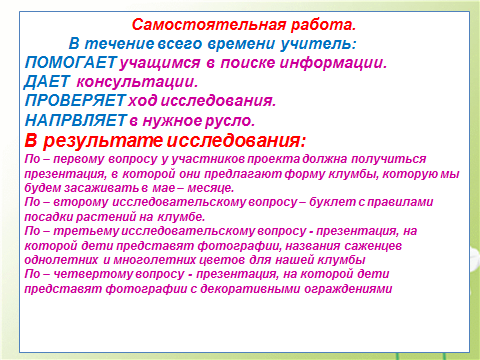 Самостоятельная работа.
В течение всего времени учитель:
ПОМОГАЕТ учащимся в поиске информации.
ДАЕТ консультации.
ПРОВЕРЯЕТ ход исследования.
НАПРВЛЯЕТ в нужное русло.
В результате исследования:
По – первому вопросу у участников проекта должна получиться
презентация, в которой они предлагают форму клумбы, которую мы
будем засаживать в мае – месяце.
По – второму исследовательскому вопросу – буклет с правилами
посадки растений на клумбе.
По – третьему исследовательскому вопросу - презентация, на
которой дети представят фотографии, названия саженцев
однолетних и многолетних цветов для нашей клумбы
По – четвертому вопросу - презентация, на которой дети
представят фотографии с декоративными ограждениями